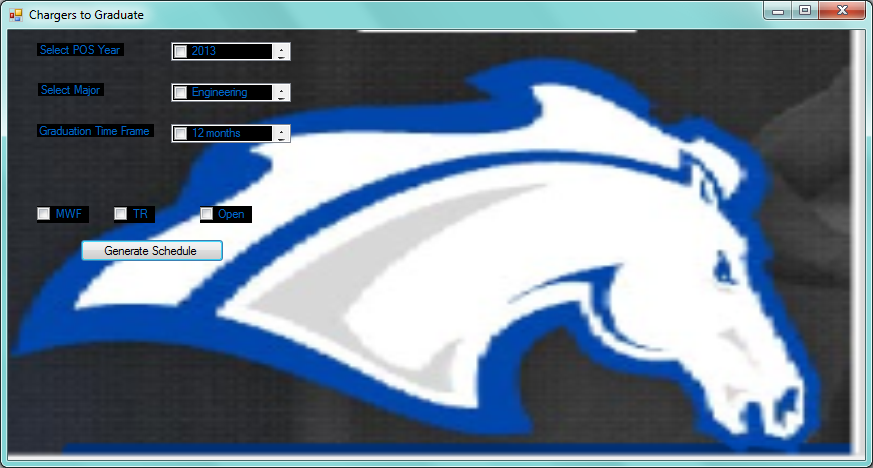 Chargers to Graduate
Select POS Year 2013
Select Major Engineering
Graduation Time Frame 12 months
MWF TR Open
Generate Schedule